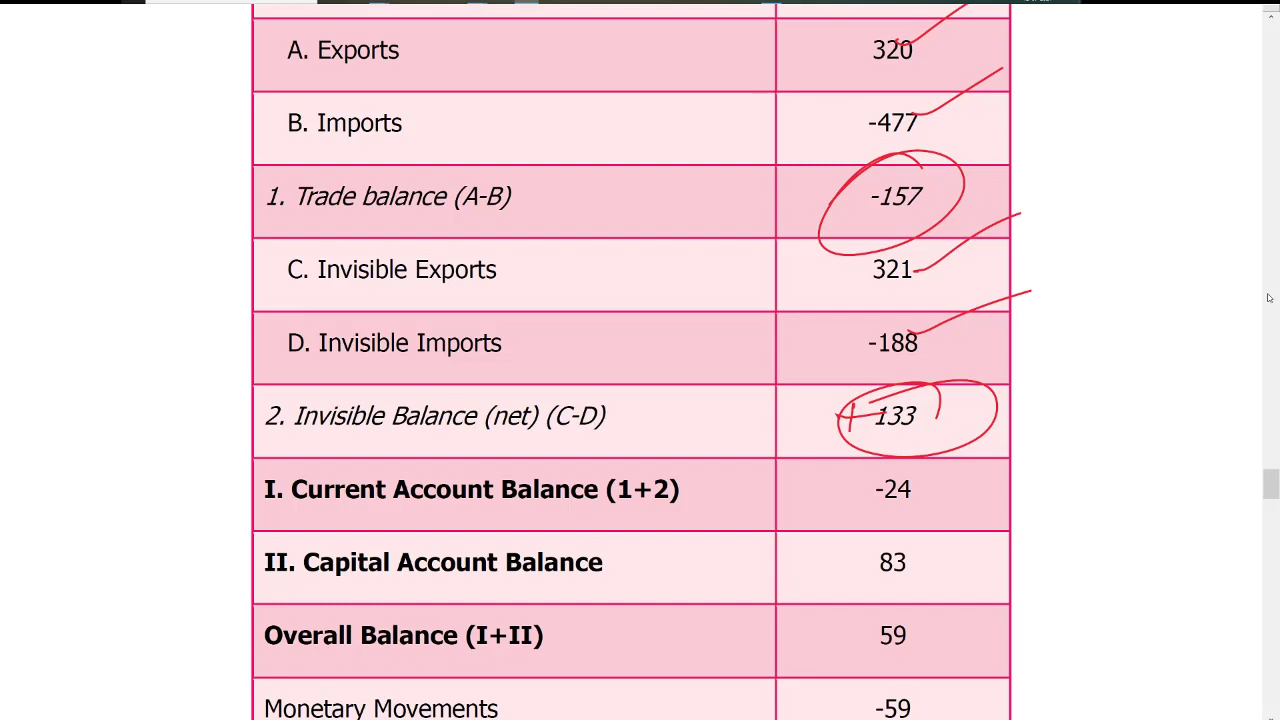 A. Exports 320
B. Imports -477
1. Trade balance (A-B) -157
C. Invisible Exports 321
D. Invisible Imports -188
2. Invisible Balance (net) (C-D) +133
I. Current Account Balance (1+2) -24
II. Capital Account Balance 83
Overall Balance (I+II) 59
Monetary Movements -59